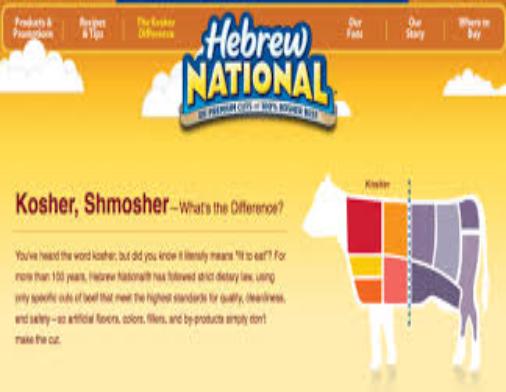 Products & Promotions
Recipes & Tips
The Kosher Difference
Hebrew
NATIONAL
PREMIUM CUTS OF 100% KOSHER BEEF
Our Fans
Our Story
Where to Buy
Kosher
Kosher, Shmosher – What's the Difference?
You've heard the word kosher, but did you know it literally means "fit to eat"? For
more than 100 years, Hebrew National® has followed strict dietary law, using
only specific cuts of beef that meet the highest standards for quality, cleanliness,
and safety – so artificial flavors, colors, fillers, and by-products simply don't
make the cut.